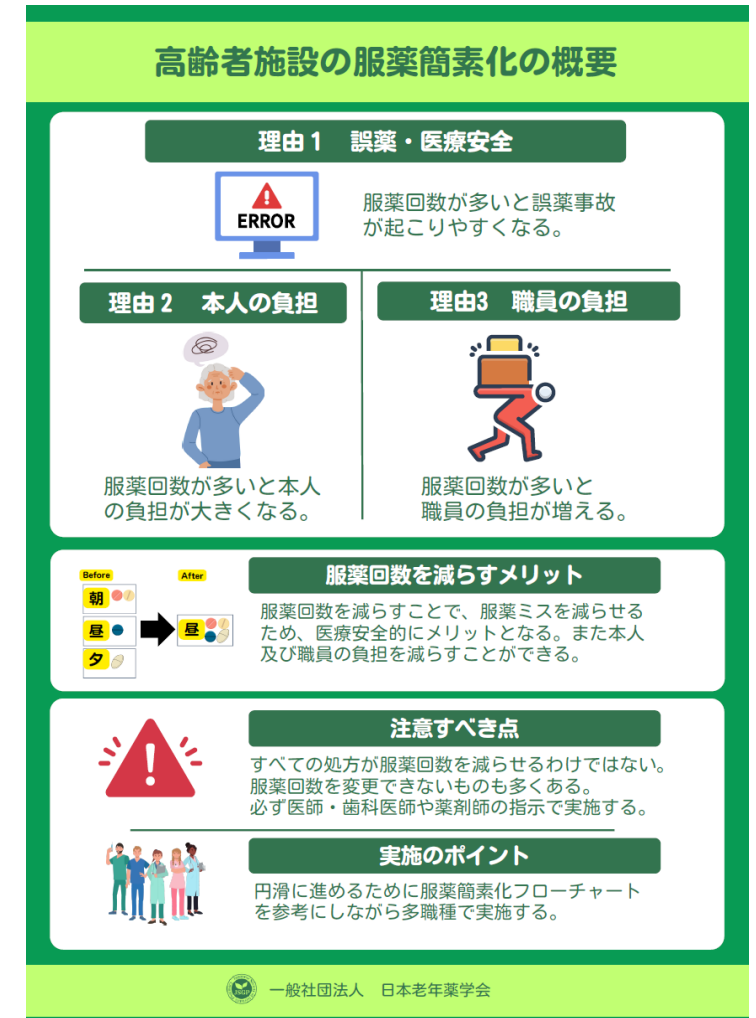 高齢者施設の服薬簡素化の概要
理由1　誤薬・医療安全
ERROR
服薬回数が多いと誤薬事故
が起こりやすくなる。
理由2　本人の負担
服薬回数が多いと本人
の負担が大きくなる。
理由3　職員の負担
服薬回数が多いと
職員の負担が増える。
Before
After
朝
昼
夕
昼
服薬回数を減らすメリット
服薬回数を減らすことで、服薬ミスを減らせる
ため、医療安全的にメリットとなる。また本人
及び職員の負担を減らすことができる。
注意すべき点
すべての処方が服薬回数を減らせるわけではない。
服薬回数を変更できないものも多くある。
必ず医師・歯科医師や薬剤師の指示で実施する。
実施のポイント
円滑に進めるために服薬簡素化フローチャート
を参考にしながら多職種で実施する。
一般社団法人　日本老年薬学会